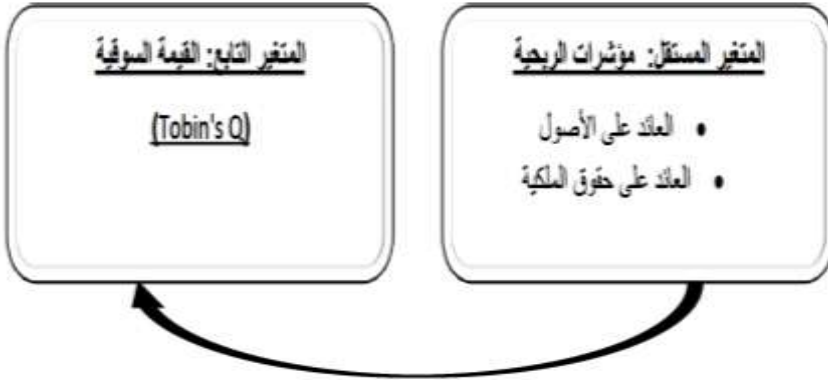 المتغير المستقل: مؤشرات الربحية
• العائد على الأصول
• العائد على حقوق الملكية
المتغير التابع: القيمة السوقية
(Tobin's Q)